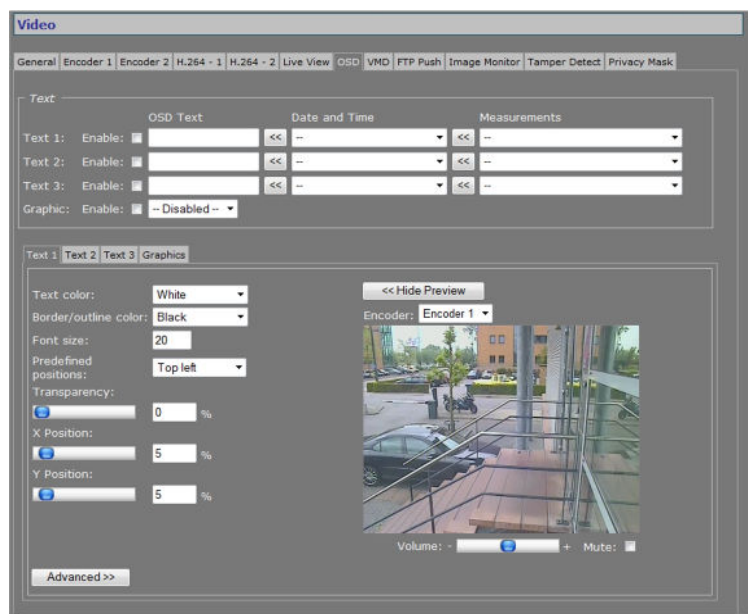 Video
General Encoder 1 Encoder 2 H.264 - 1 H.264 - 2 Live View OSD VMD FTP Push Image Monitor Tamper Detect Privacy Mask
Text
OSD Text Date and Time Measurements
Text 1: Enable: << -- << --
Text 2: Enable: << -- << --
Text 3: Enable: << -- << --
Graphic: Enable: -- Disabled --
Text 1 Text 2 Text 3 Graphics
Text color: White
Border/outline color: Black
Font size: 20
Predefined
positions: Top left
Transparency:
0 %
X Position:
5 %
Y Position:
5 %
Advanced >>
<< Hide Preview
Encoder: Encoder 1
Volume: - + Mute: